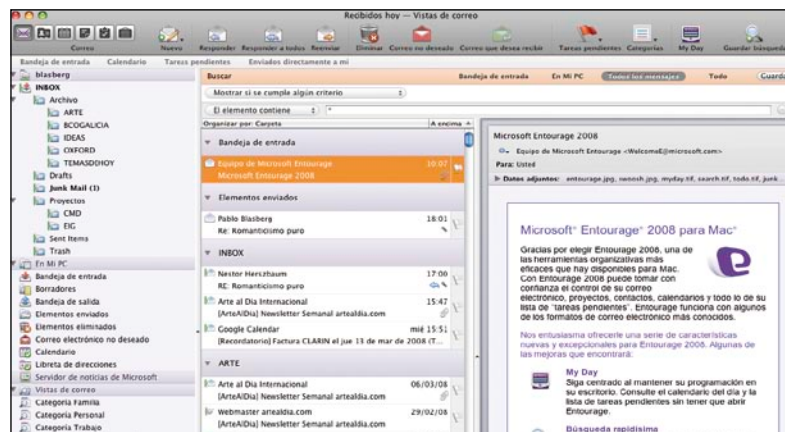 Recibidos hoy — Vistas de correo
Correo
Nuevo
Responder
Responder a todos
Reenviar
Eliminar
Correo no deseado
Correo que desea recibir
Tareas pendientes
Categorías
My Day
Guardar búsqueda
Bandeja de entrada
Calendario
Tareas pendientes
Enviados directamente a mí
blasberg
INBOX
Archivo
ARTE
BCOGALICIA
IDEAS
OXFORD
TEMASDEHOY
Drafts
Junk Mail (1)
Proyectos
CMD
EIG
Sent Items
Trash
En Mi PC
Bandeja de entrada
Borradores
Bandeja de salida
Elementos enviados
Elementos eliminados
Correo electrónico no deseado
Calendario
Libreta de direcciones
Servidor de noticias de Microsoft
Vistas de correo
Categoría Familia
Categoría Personal
Categoría Trabajo
Buscar
Bandeja de entrada
En Mi PC
Todos los mensajes
Todo
Guarda
Mostrar si se cumple algún criterio
El elemento contiene
Organizar por: Carpeta
A encima
Bandeja de entrada
Equipo de Microsoft Entourage 10:07
Microsoft Entourage 2008
Elementos enviados
Pablo Blasberg 18:01
Re: Romanticismo puro
INBOX
Nestor Herszbaum 17:00
RE: Romanticismo puro
Arte al Día Internacional 15:47
[ArteAlDia] Newsletter Semanal artealdia.com
Google Calendar mié 15:51
[Recordatorio] Factura CLARIN el jue 13 de mar de 2008 (T...
ARTE
Arte al Día Internacional 06/03/08
[ArteAlDia] Newsletter Semanal artealdia.com
Webmaster artealdia.com 29/02/08
[ArteAlDia] Newsletter Semanal artealdia.com
Microsoft Entourage 2008
Equipo de Microsoft Entourage <WelcomeE@microsoft.com>
Para: Usted
Datos adjuntos: entourage.jpg, swoosh.jpg, myday.tif, search.tif, todo.tif, junk...
Microsoft® Entourage® 2008 para Mac®
Gracias por elegir Entourage 2008, una de
las herramientas organizativas más
eficaces que hay disponibles para Mac.
Con Entourage 2008 puede tomar con
confianza el control de su correo
electrónico, proyectos, contactos, calendarios y todo lo de su
lista de "tareas pendientes". Entourage funciona con algunos
de los formatos de correo electrónico más conocidos.
Nos entusiasma ofrecerle una serie de características
nuevas y excepcionales para Entourage 2008. Algunas de
las mejoras que encontrará:
My Day
Siga centrado al mantener su programación en
su escritorio. Consulte el calendario del día y la
lista de tareas pendientes sin tener que abrir
Entourage.
Búsqueda rapidísima